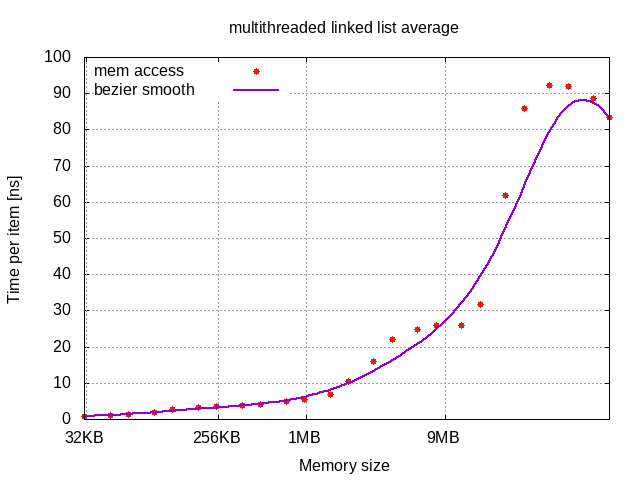 multithreaded linked list average
100
90
80
70
60
50
40
30
20
10
0
mem access
bezier smooth
Time per item [ns]
32KB 256KB 1MB 9MB
Memory size